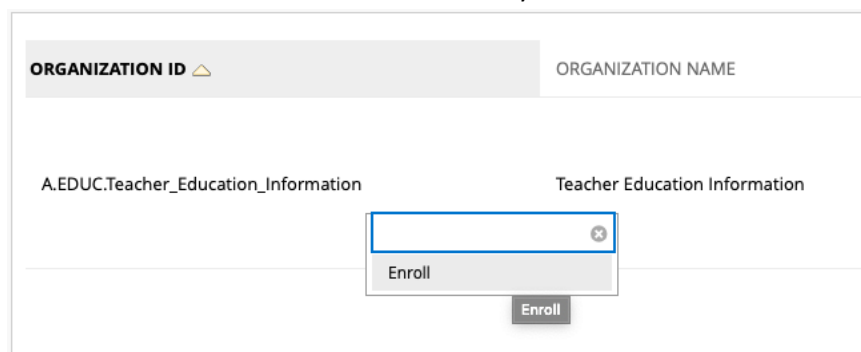 ORGANIZATION ID
ORGANIZATION NAME
A.EDUC.Teacher_Education_Information
Teacher Education Information
Enroll
Enroll